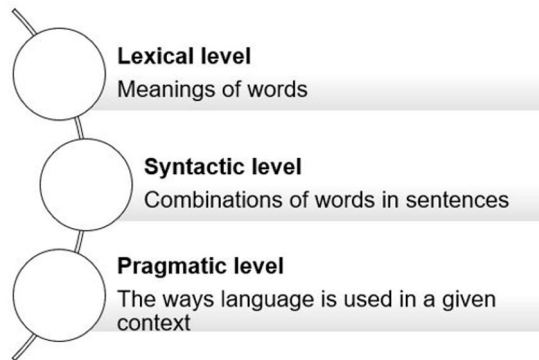 Lexical level
Meanings of words
Syntactic level
Combinations of words in sentences
Pragmatic level
The ways language is used in a given
context